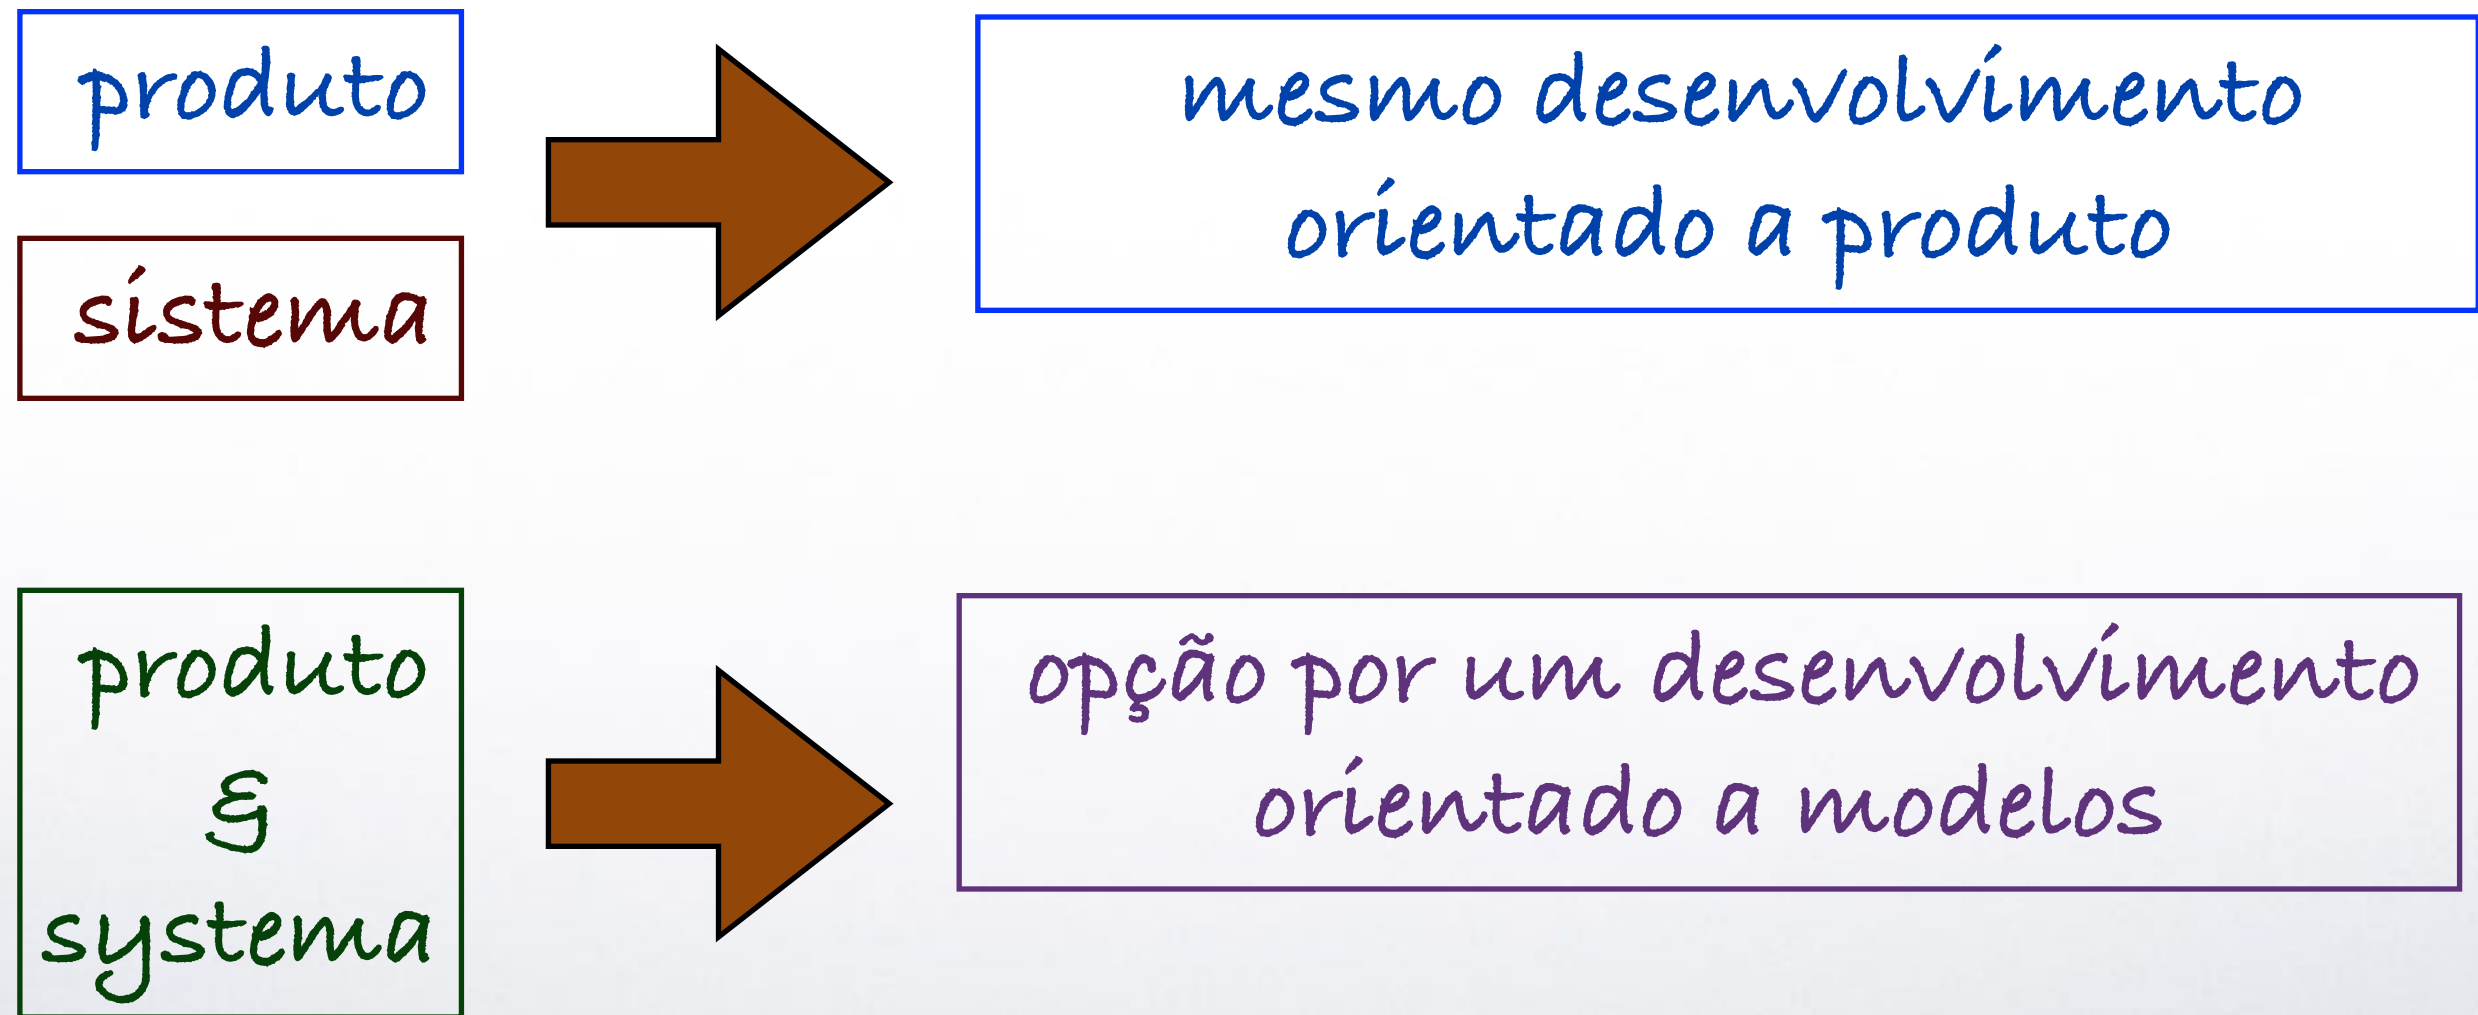 produto
mesmo desenvolvimento
orientado a produto
sistema
produto
&
systema
opção por um desenvolvimento
orientado a modelos